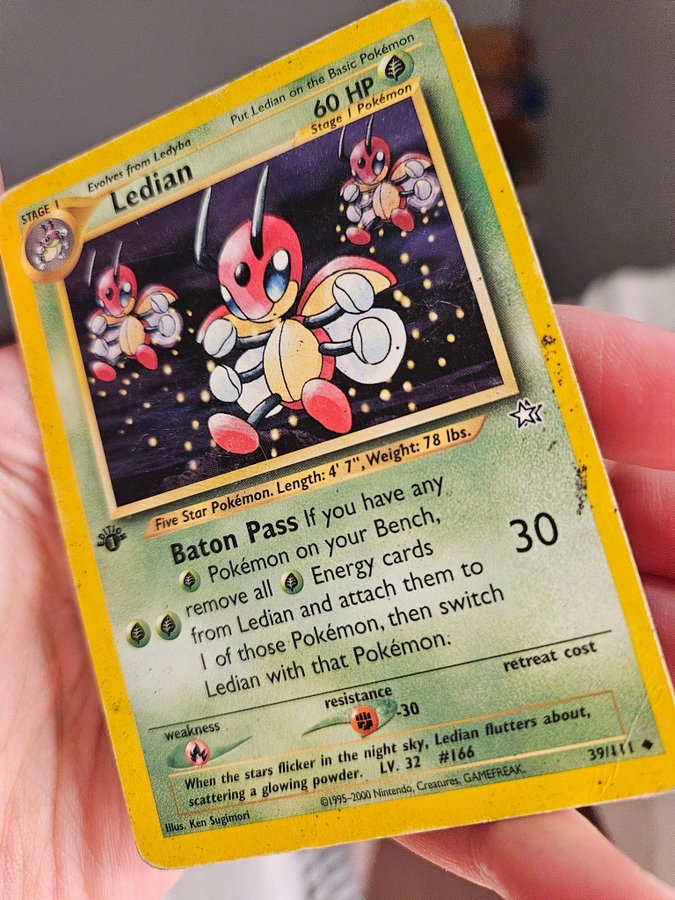 Put Ledian on the Basic Pokémon
Evolves from Ledyba
60 HP
STAGE 1
Ledian
Stage 1 Pokémon
Five Star Pokémon. Length: 4' 7", Weight: 78 lbs.
EDITION
1
Baton Pass If you have any
Pokémon on your Bench,
remove all Energy cards
from Ledian and attach them to
1 of those Pokémon, then switch
Ledian with that Pokémon.
30
weakness
resistance
-30
retreat cost
When the stars flicker in the night sky, Ledian flutters about,
scattering a glowing powder. LV. 32 #166
Illus. Ken Sugimori
©1995-2000 Nintendo, Creatures, GAMEFREAK.
39/111